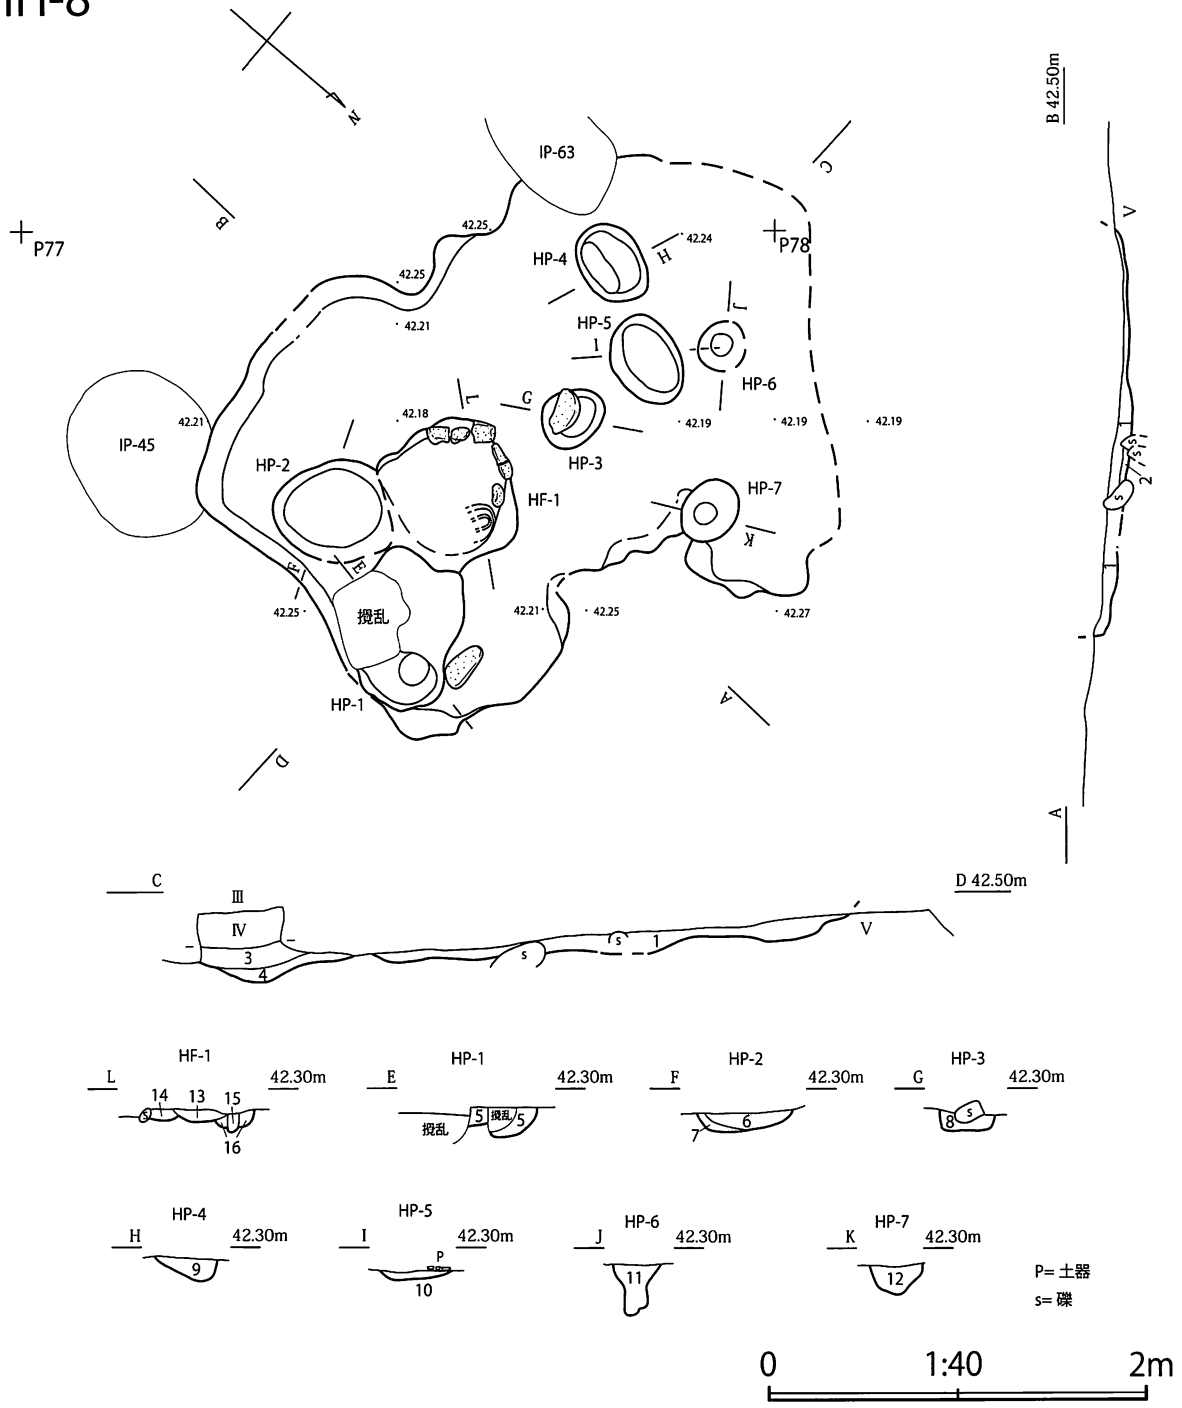 IP-63
C
B 42.50m
B
P77
P78
42.25
42.24
HP-4
H
V
42.25
J
HP-5
42.21
I
HP-6
L
G
42.21
42.18
42.19
42.19
42.19
IP-45
HP-2
HP-3
HP-7
HF-1
1
s
s
2
s
K
E
F
1
42.25
撹乱
42.21
42.25
42.27
HP-1
A
D
A
N
C
D 42.50m
III
IV
V
3
4
s
s
1
HF-1
HP-1
HP-2
HP-3
L
42.30m
E
42.30m
F
42.30m
G
42.30m
14
13
15
s
16
撹乱
5
撹乱
5
7
6
8
s
HP-4
HP-5
HP-6
HP-7
H
42.30m
I
42.30m
J
42.30m
K
42.30m
9
P
10
11
12
P= 土器
s= 礫
0
1:40
2m